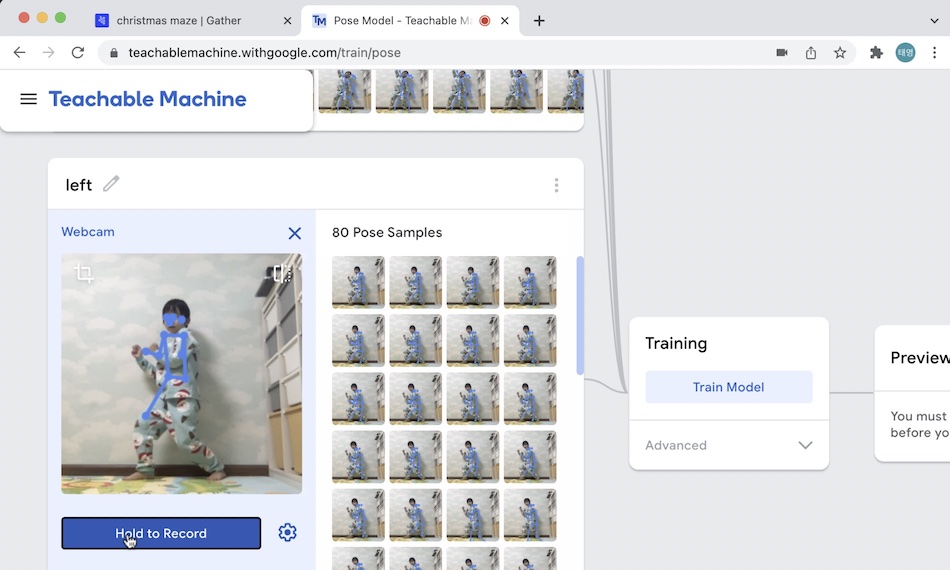 christmas maze | Gather
TM Pose Model - Teachable Ma
teachablemachine.withgoogle.com/train/pose
태영
Teachable Machine
left
Webcam
80 Pose Samples
Hold to Record
Training
Train Model
Advanced
Preview
You must
before yo